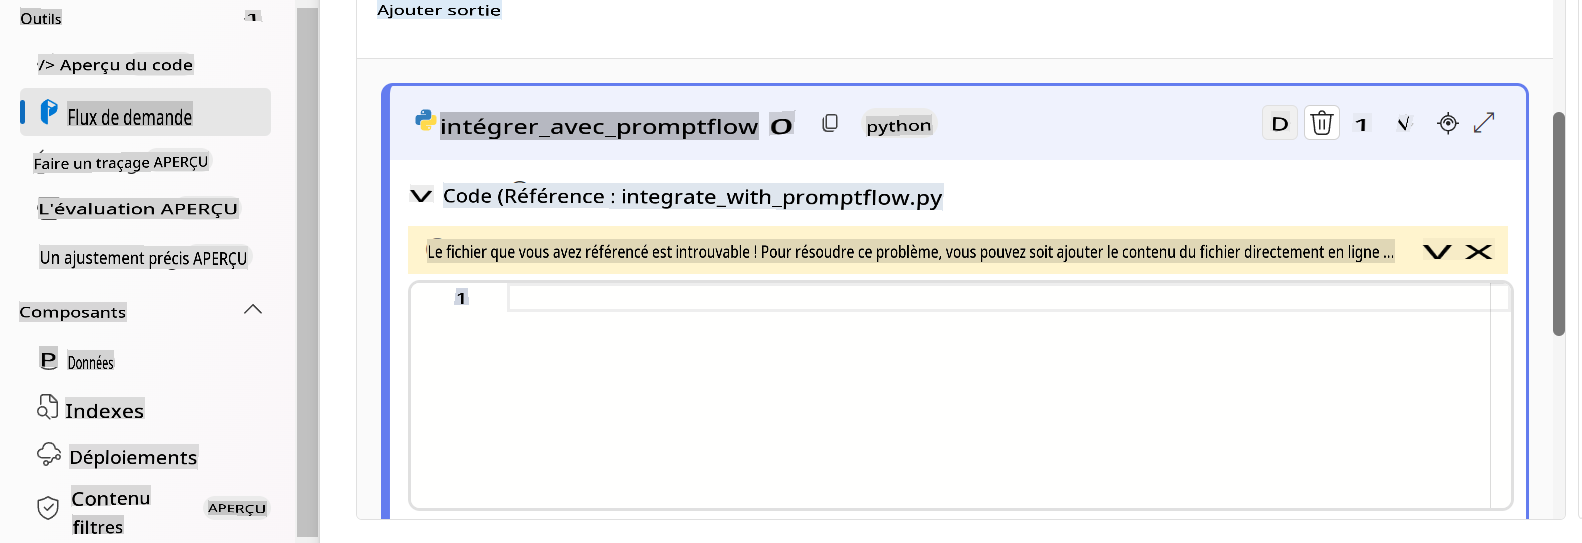 Outils
Aperçu du code
Flux de demande
Faire un traçage APERÇU
L'évaluation APERÇU
Un ajustement précis APERÇU
Composants
P Données
Indexes
Déploiements
Contenu
filtres APERÇU
Ajouter sortie
intégrer_avec_promptflow O python D 1
Code (Référence : integrate_with_promptflow.py
Le fichier que vous avez référencé est introuvable ! Pour résoudre ce problème, vous pouvez soit ajouter le contenu du fichier directement en ligne ...
1